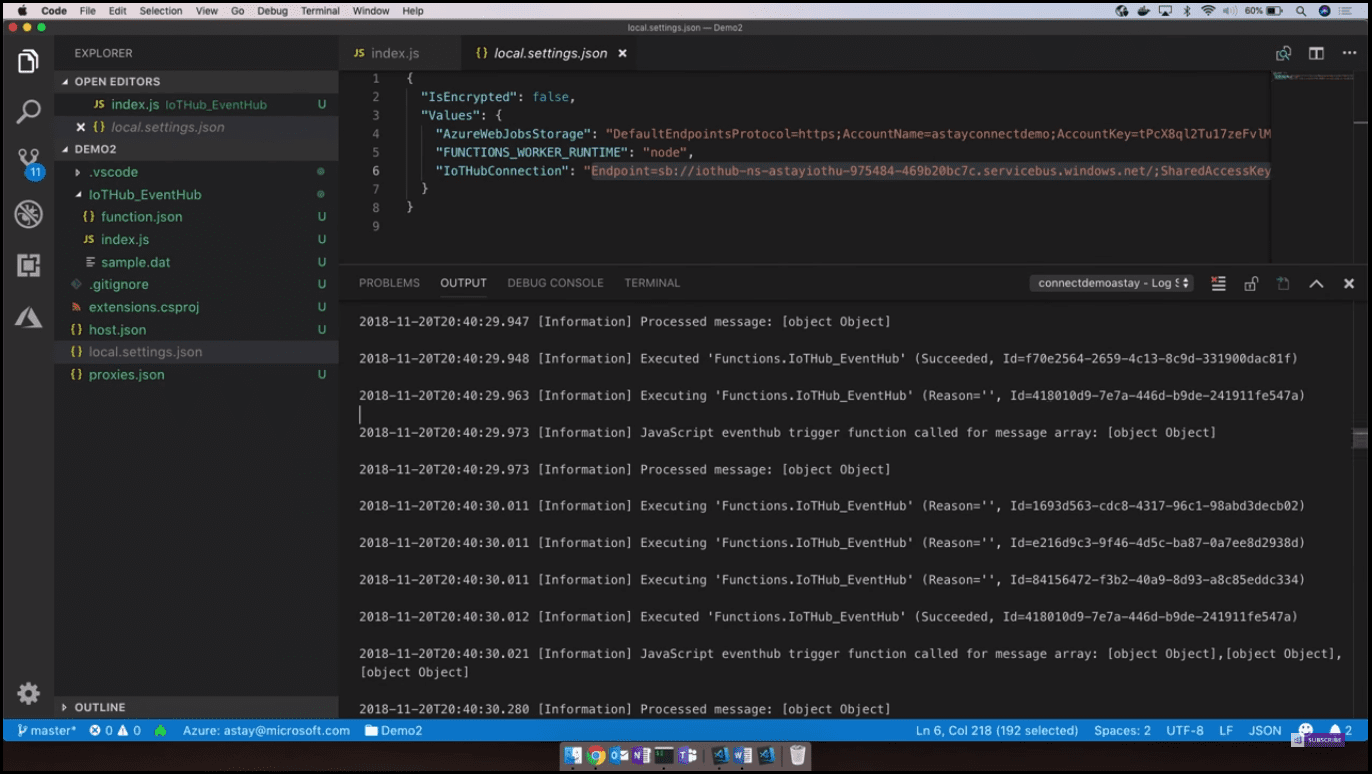 Code File Edit Selection View Go Debug Terminal Window Help 60%
local.settings.json — Demo2
EXPLORER
JS index.js
{} local.settings.json ×
OPEN EDITORS
JS index.js IoTHub_EventHub U
× {} local.settings.json
DEMO2
.vscode
IoTHub_EventHub
{} function.json U
JS index.js U
sample.dat U
.gitignore U
extensions.csproj U
{} host.json U
{} local.settings.json
{} proxies.json U
11
OUTLINE
1 {
2 "IsEncrypted": false,
3 "Values": {
4 "AzureWebJobsStorage": "DefaultEndpointsProtocol=https;AccountName=astayconnectdemo;AccountKey=tPcX8ql2Tu17zeFvlM
5 "FUNCTIONS_WORKER_RUNTIME": "node",
6 "IoTHubConnection": "Endpoint=sb://iothub-ns-astayiothu-975484-469b20bc7c.servicebus.windows.net/;SharedAccessKey
7 }
8 }
9
PROBLEMS OUTPUT DEBUG CONSOLE TERMINAL connectdemoastay - Log S
2018-11-20T20:40:29.947 [Information] Processed message: [object Object]
2018-11-20T20:40:29.948 [Information] Executed 'Functions.IoTHub_EventHub' (Succeeded, Id=f70e2564-2659-4c13-8c9d-331900dac81f)
2018-11-20T20:40:29.963 [Information] Executing 'Functions.IoTHub_EventHub' (Reason='', Id=418010d9-7e7a-446d-b9de-241911fe547a)
2018-11-20T20:40:29.973 [Information] JavaScript eventhub trigger function called for message array: [object Object]
2018-11-20T20:40:29.973 [Information] Processed message: [object Object]
2018-11-20T20:40:30.011 [Information] Executing 'Functions.IoTHub_EventHub' (Reason='', Id=1693d563-cdc8-4317-96c1-98abd3decb02)
2018-11-20T20:40:30.011 [Information] Executing 'Functions.IoTHub_EventHub' (Reason='', Id=e216d9c3-9f46-4d5c-ba87-0a7ee8d2938d)
2018-11-20T20:40:30.011 [Information] Executing 'Functions.IoTHub_EventHub' (Reason='', Id=84156472-f3b2-40a9-8d93-a8c85eddc334)
2018-11-20T20:40:30.012 [Information] Executed 'Functions.IoTHub_EventHub' (Succeeded, Id=418010d9-7e7a-446d-b9de-241911fe547a)
2018-11-20T20:40:30.021 [Information] JavaScript eventhub trigger function called for message array: [object Object],[object Object],
[object Object]
2018-11-20T20:40:30.280 [Information] Processed message: [object Object]
master* 0 0 Azure: astay@microsoft.com Demo2 Ln 6, Col 218 (192 selected) Spaces: 2 UTF-8 LF JSON 2
SUBSCRIBE